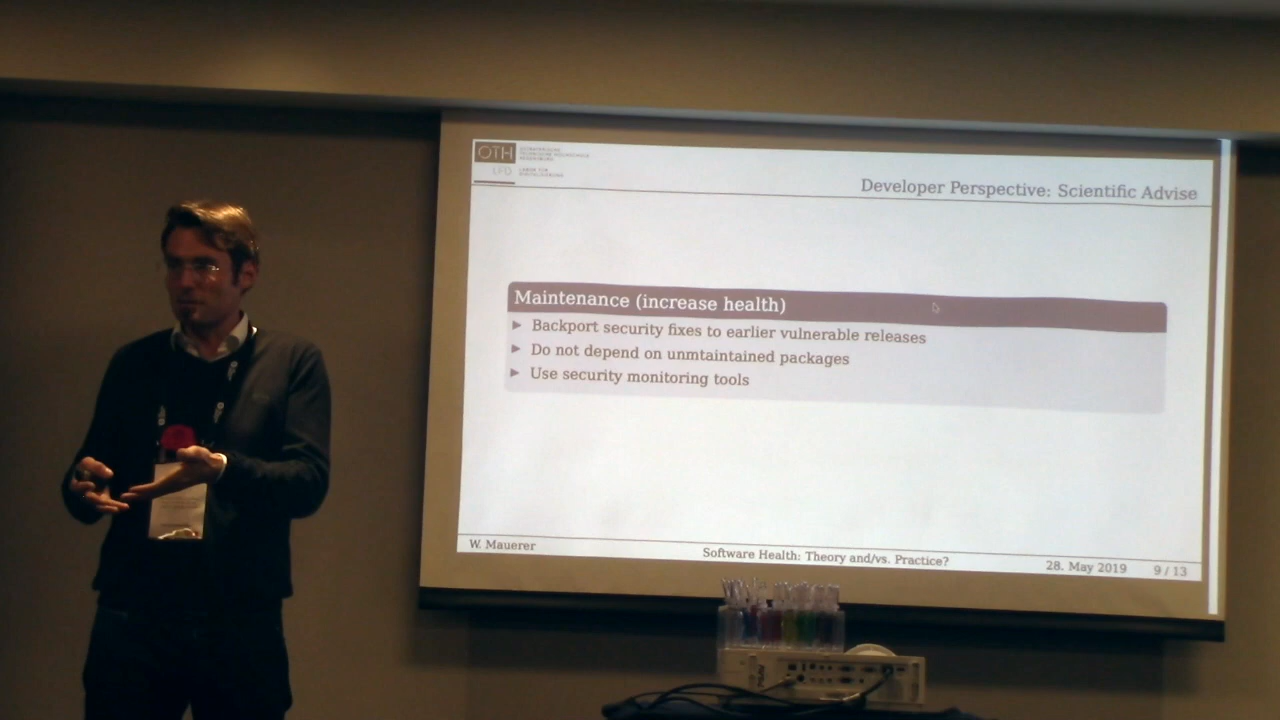 OTH
Developer Perspective: Scientific Advise
Maintenance (increase health)
Backport security fixes to earlier vulnerable releases
Do not depend on unmtaintained packages
Use security monitoring tools
W. Mauerer
Software Health: Theory and/vs. Practice?
28. May 2019
9 / 13